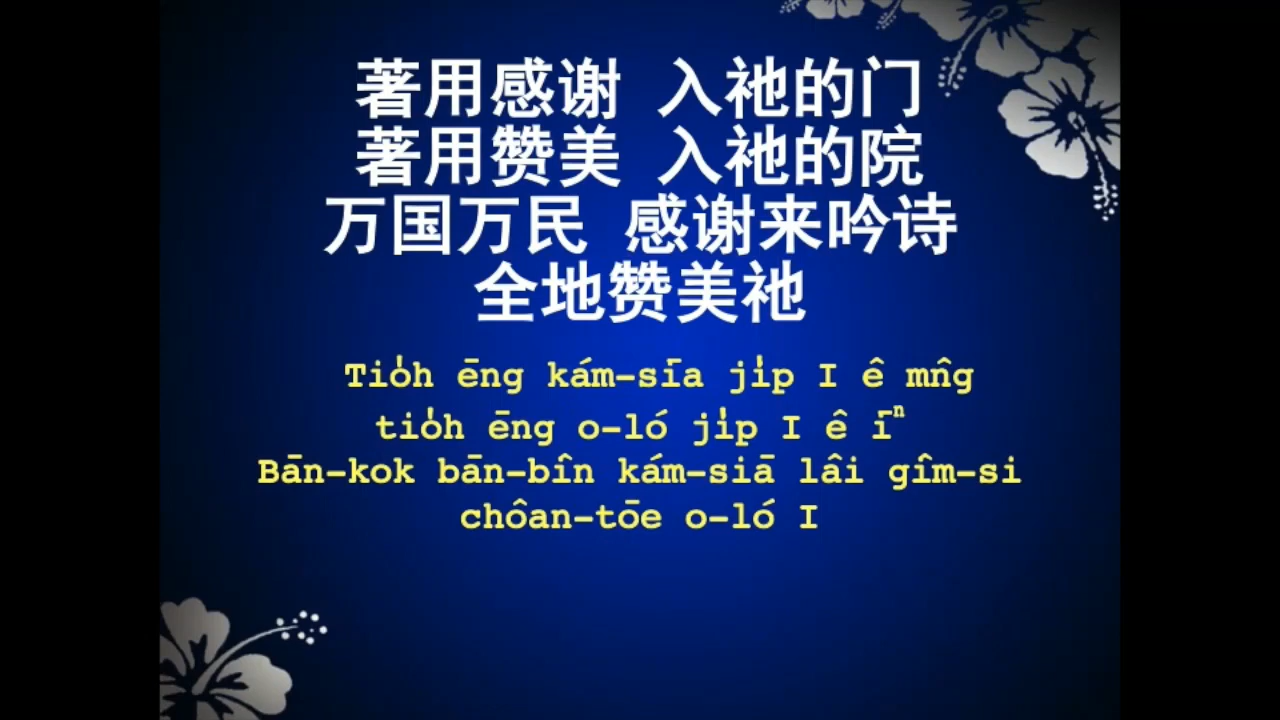 著用感谢 入祂的门
著用赞美 入祂的院
万国万民 感谢来吟诗
全地赞美祂
Tio̍h ēng kám-sīa ji̍p I ê mn̂g
tio̍h ēng o-ló ji̍p I ê īⁿ
Bān-kok bān-bîn kám-siā lâi gîm-si
chôan-tōe o-ló I